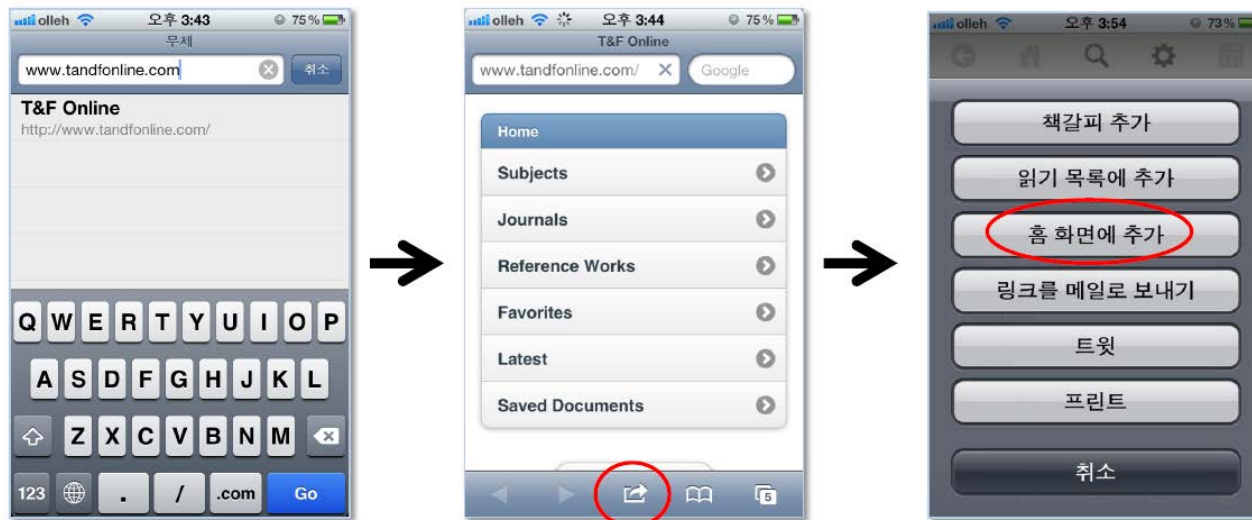 olleh 오후 3:43 75%
무제
www.tandfonline.com 취소
T&F Online
http://www.tandfonline.com/
Q W E R T Y U I O P
A S D F G H J K L
Z X C V B N M
123 . / .com Go
olleh 오후 3:44 75%
T&F Online
www.tandfonline.com/ Google
Home
Subjects
Journals
Reference Works
Favorites
Latest
Saved Documents
5
olleh 오후 3:54 73%
책갈피 추가
읽기 목록에 추가
홈 화면에 추가
링크를 메일로 보내기
트윗
프린트
취소